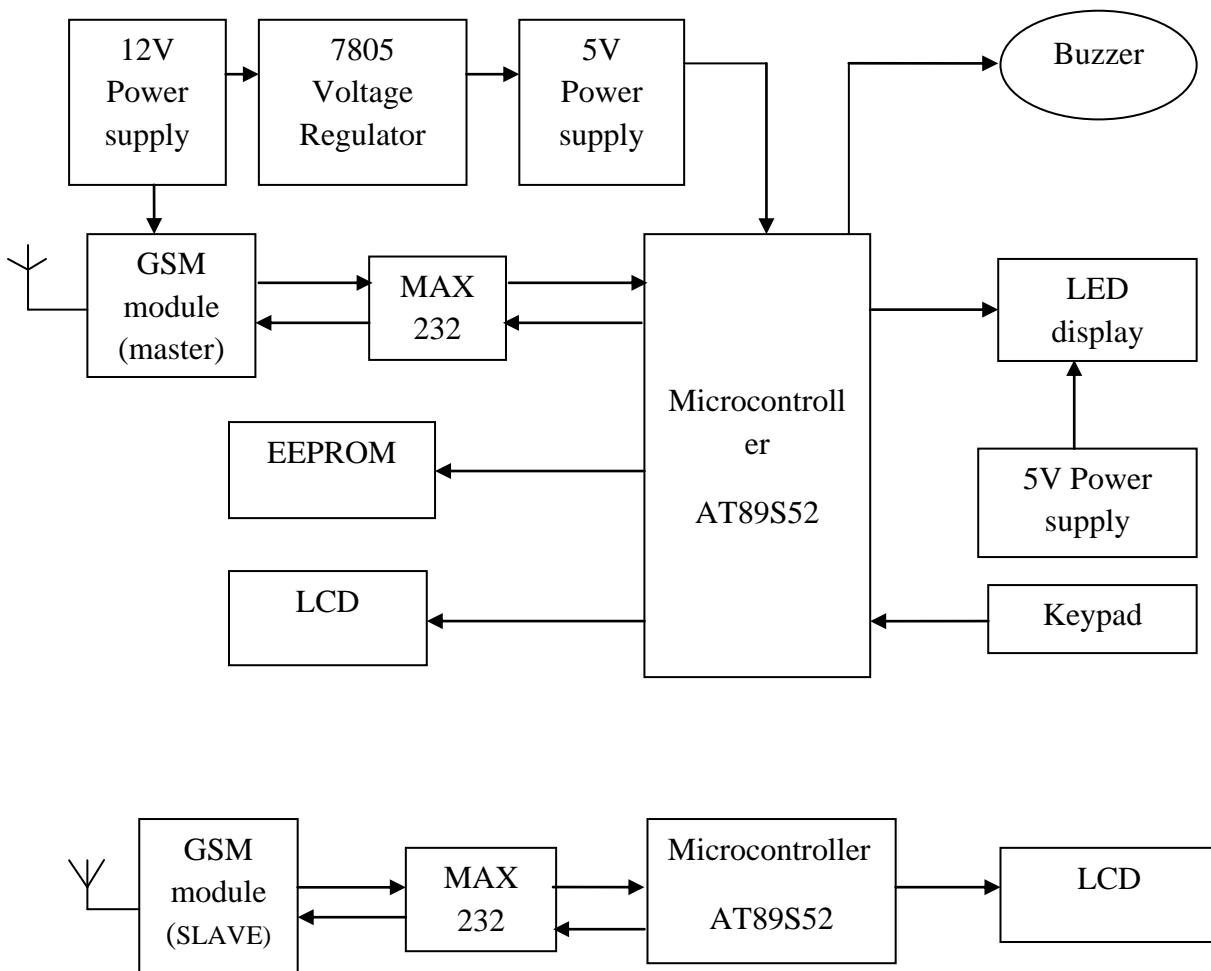 12V
Power
supply
7805
Voltage
Regulator
5V
Power
supply
Buzzer
GSM
module
(master)
MAX
232
Microcontroll
er
AT89S52
LED
display
EEPROM
5V Power
supply
LCD
Keypad
GSM
module
(SLAVE)
MAX
232
Microcontroller
AT89S52
LCD